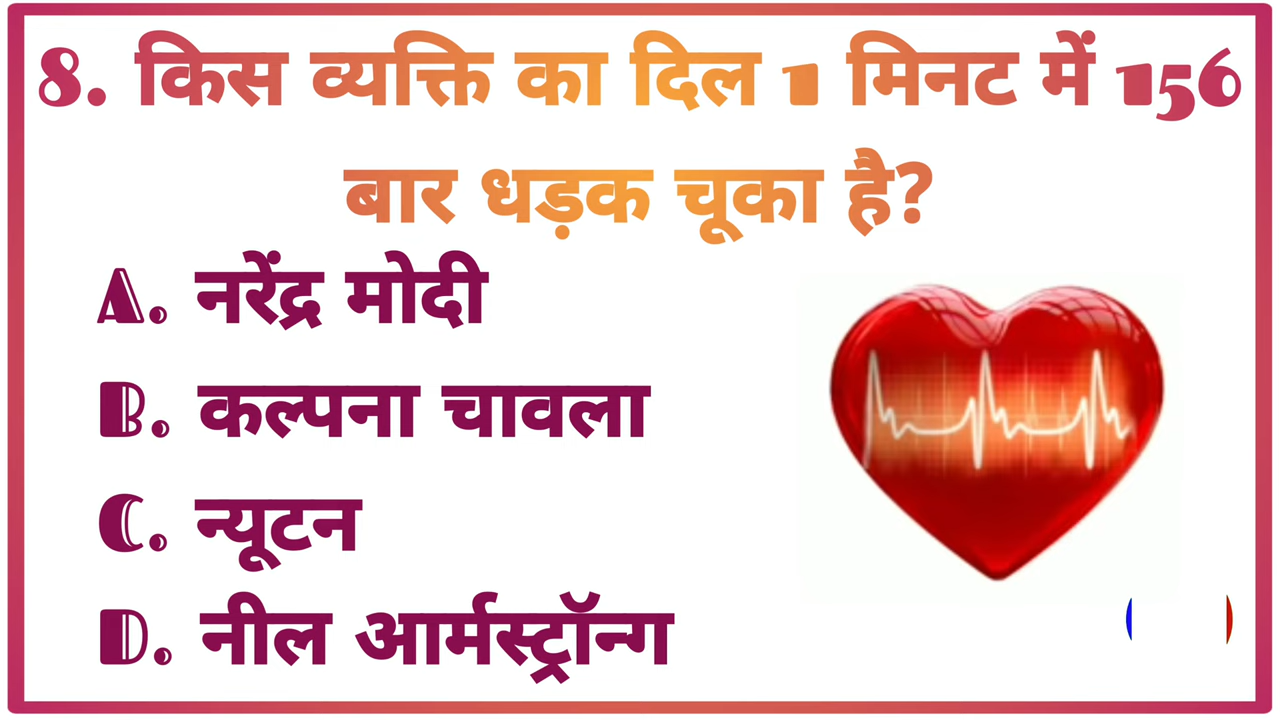 8. किस व्यक्ति का दिल 1 मिनट में 156
बार धड़क चूका है?
A. नरेंद्र मोदी
B. कल्पना चावला
C. न्यूटन
D. नील आर्मस्ट्रॉन्ग